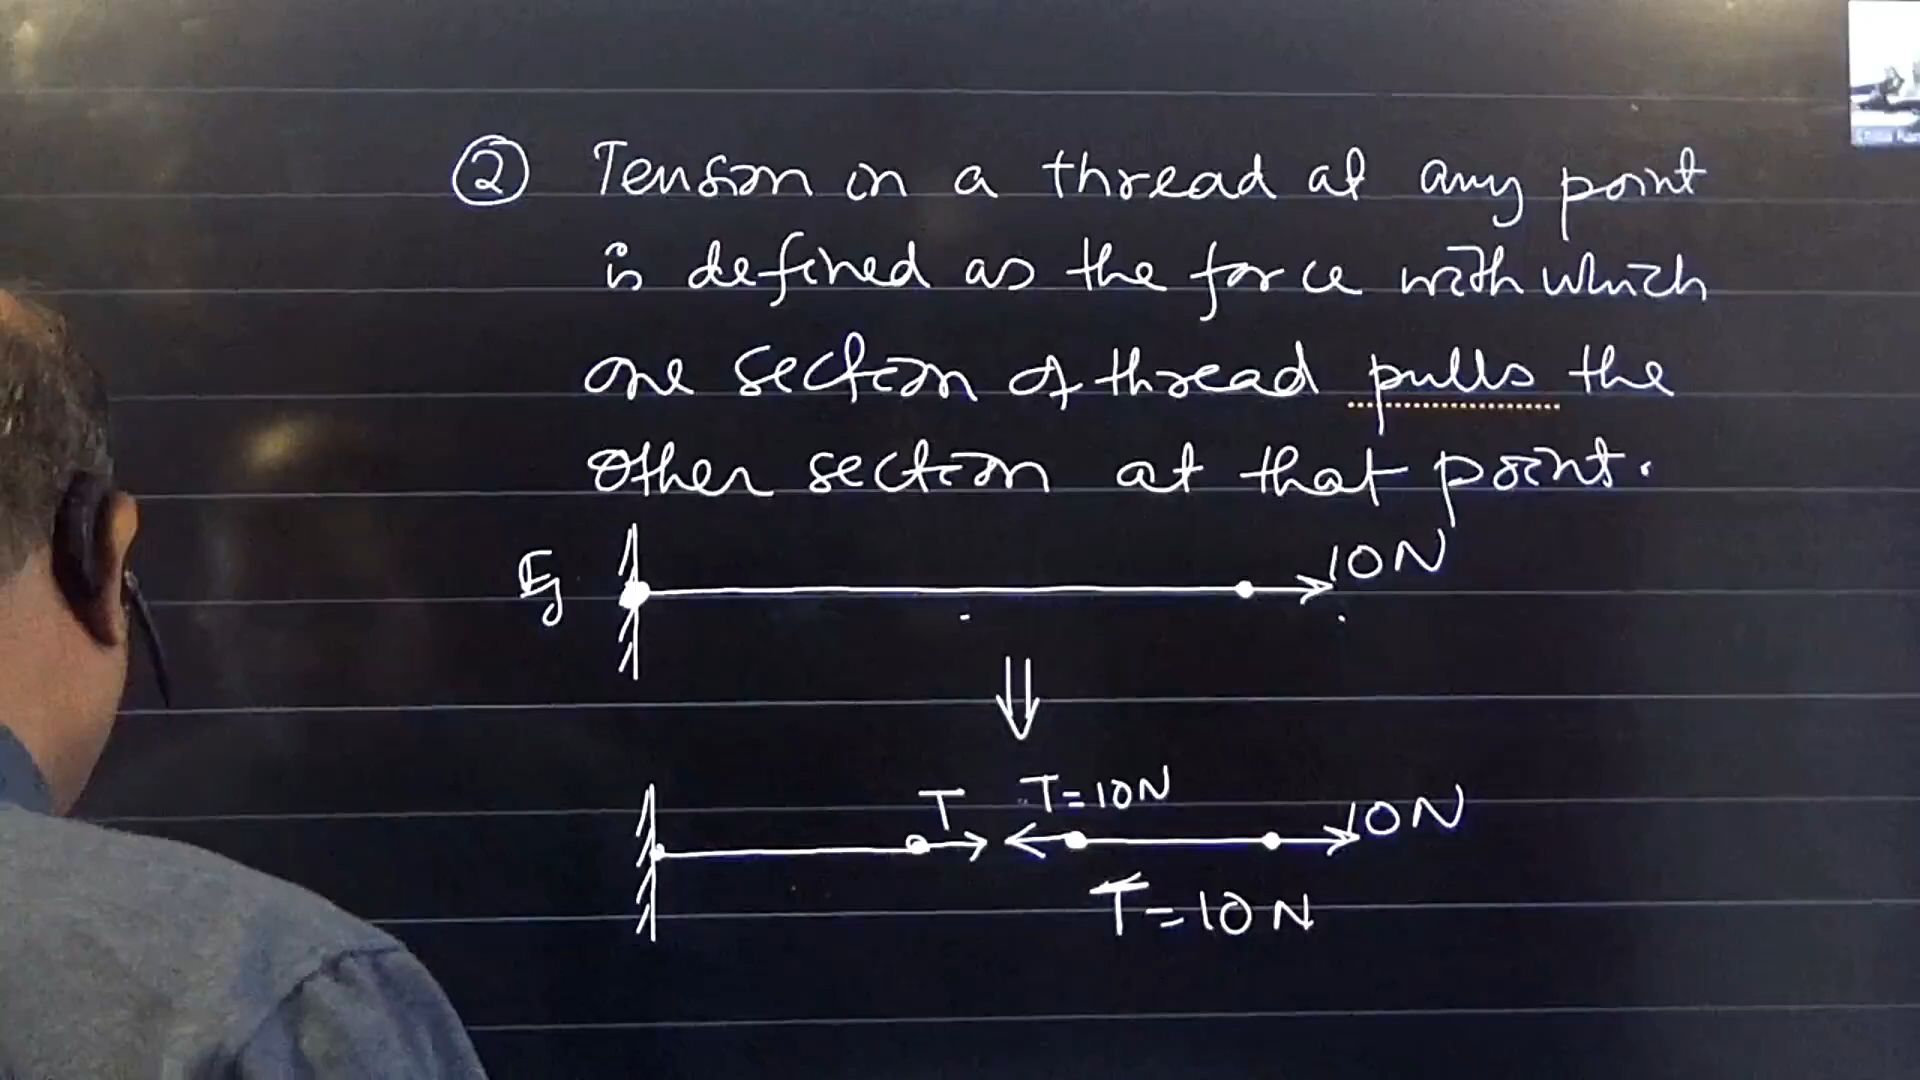 ② Tension in a thread at any point
is defined as the force with which
one section of thread pulls the
other section at that point.
Eg 10N
T T=10N 10N
T=10N